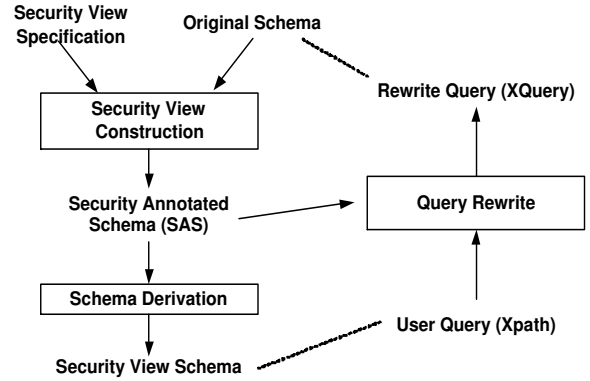 Security View
Specification
Original Schema
Rewrite Query (XQuery)
Security View
Construction
Security Annotated
Schema (SAS)
Query Rewrite
Schema Derivation
User Query (Xpath)
Security View Schema